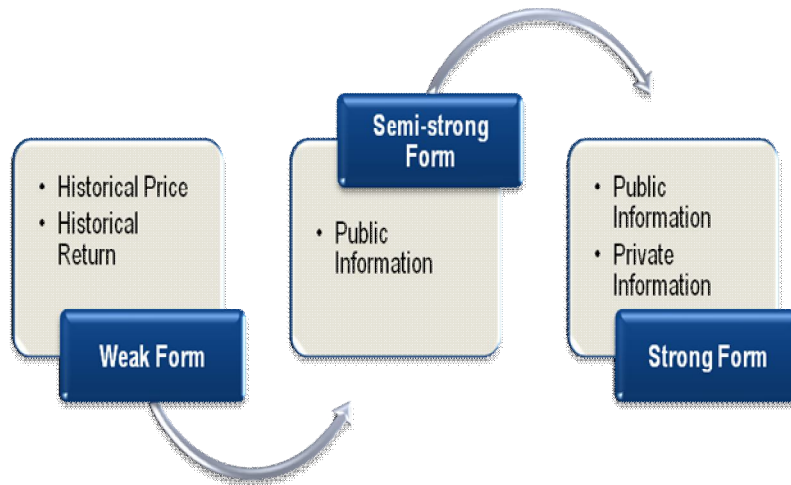 • Historical Price
• Historical
Return
Weak Form
Semi-strong
Form
• Public
Information
• Public
Information
• Private
Information
Strong Form